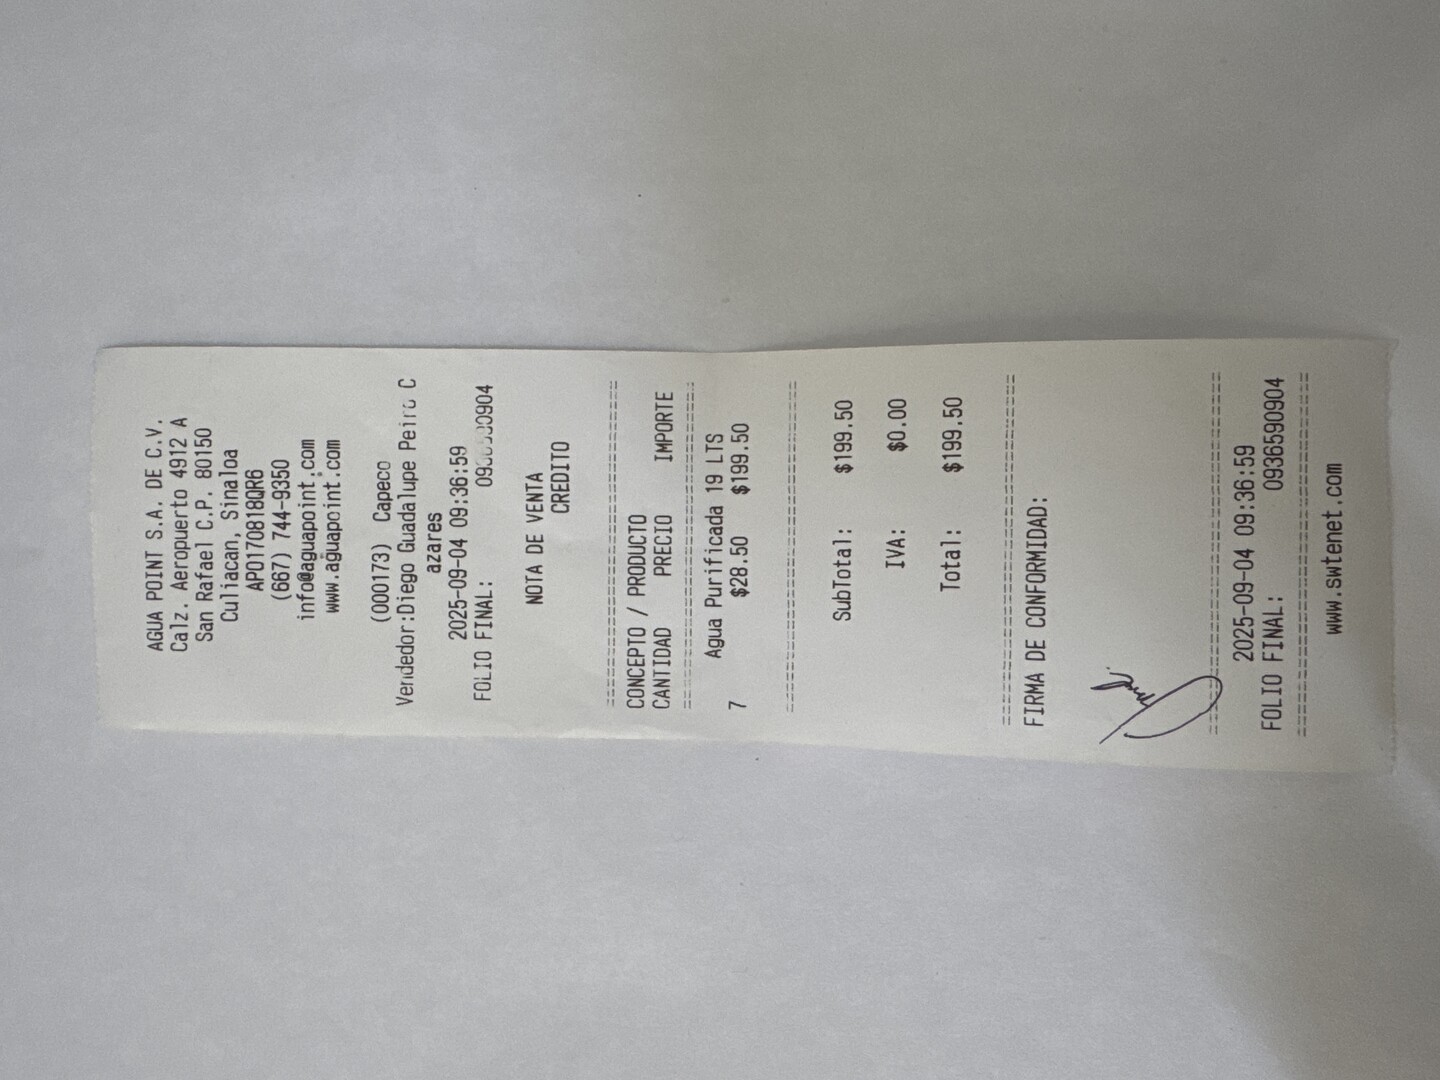 AGUA POINT S.A. DE C.V.
Calz. Aeropuerto 4912 A
San Rafael C.P. 80150
Culiacan, Sinaloa
APO170818QR6
(667) 744-9350
info@aguapoint.com
www.aguapoint.com
(000173) Capeco
Vendedor:Diego Guadalupe Peiro C
azares
2025-09-04 09:36:59
FOLIO FINAL: 0936590904
NOTA DE VENTA
CREDITO
CONCEPTO / PRODUCTO
CANTIDAD PRECIO IMPORTE
Agua Purificada 19 LTS
7 $28.50 $199.50
SubTotal: $199.50
IVA: $0.00
Total: $199.50
FIRMA DE CONFORMIDAD:
2025-09-04 09:36:59
FOLIO FINAL: 0936590904
www.swtenet.com